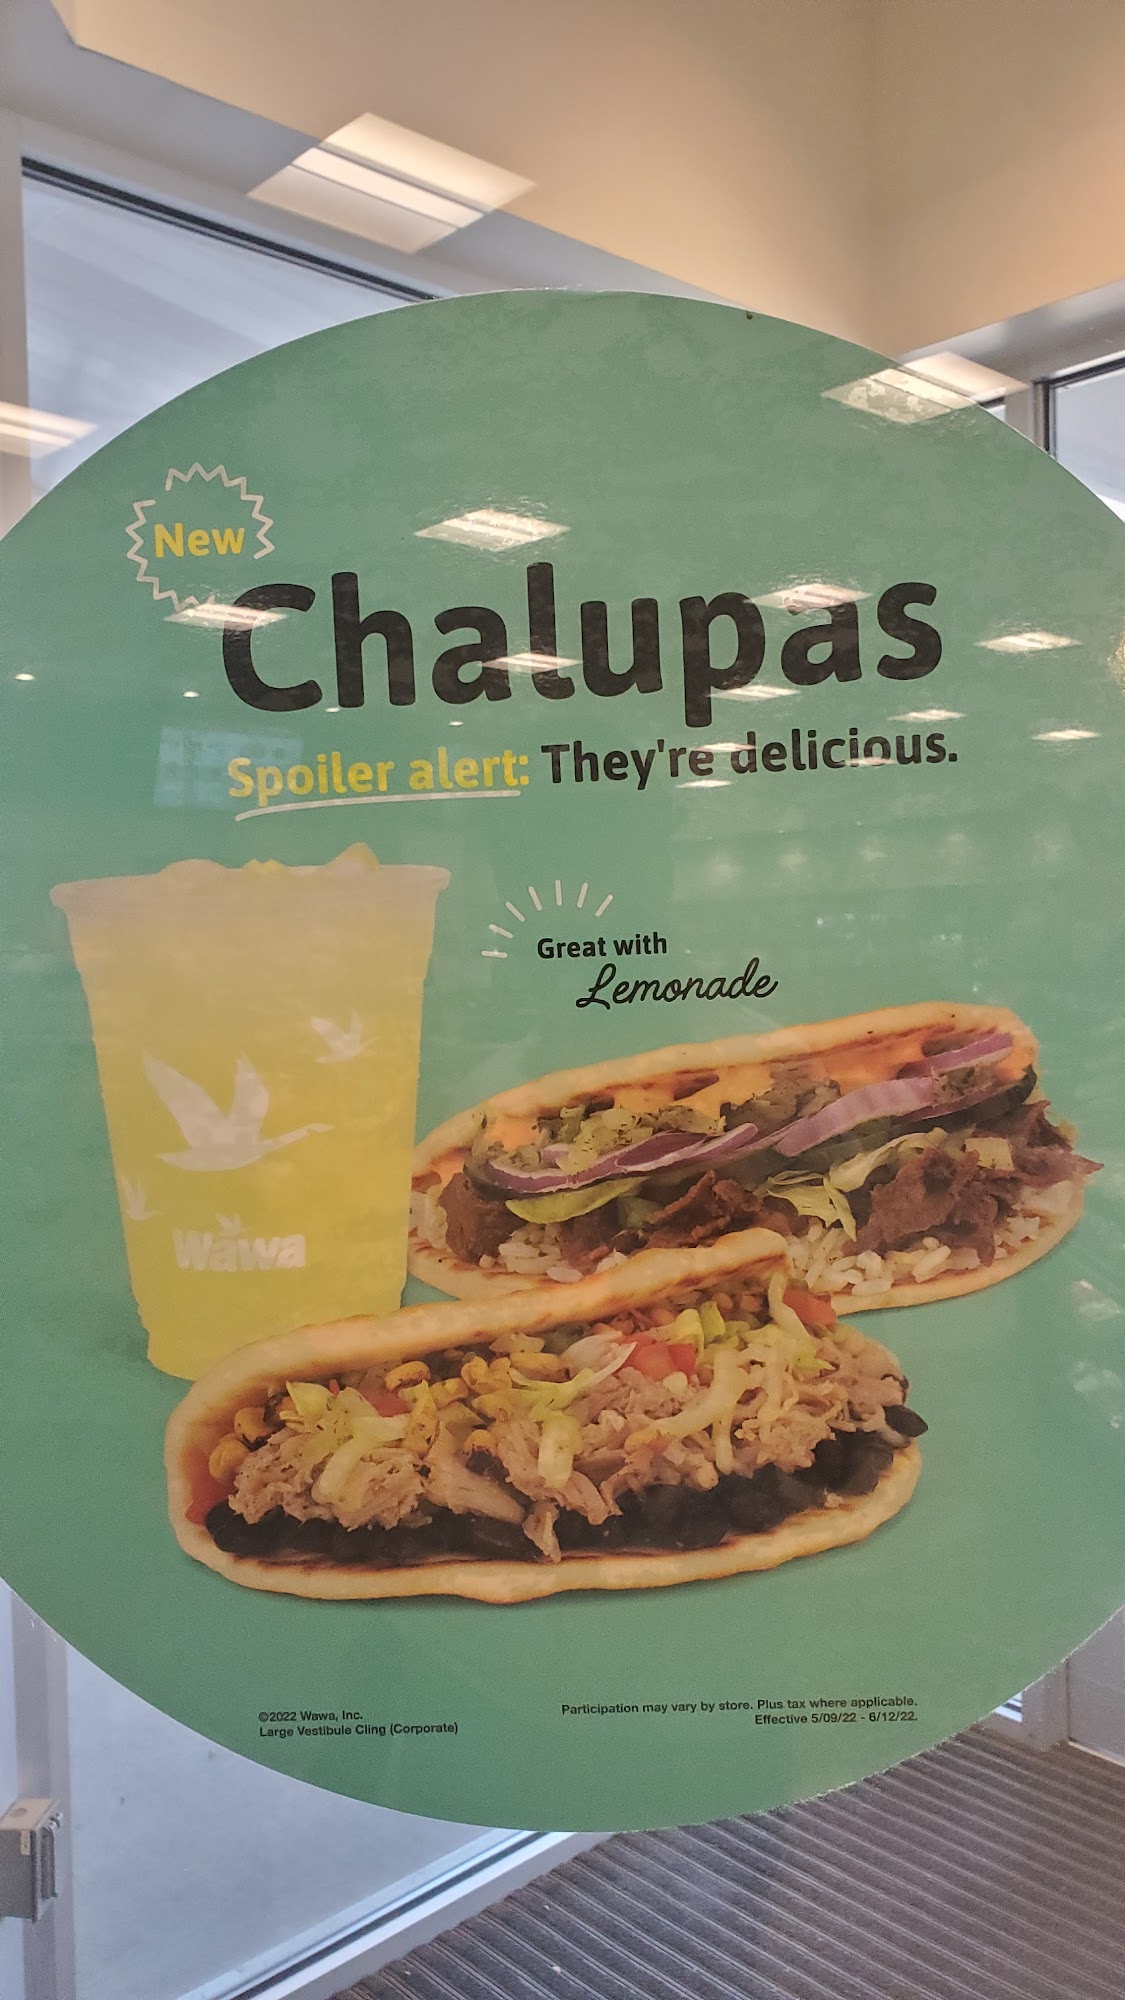 New
Chalupas
Spoiler alert: They're delicious.
Great with
Lemonade
Wawa
©2022 Wawa, Inc.
Large Vestibule Cling (Corporate)
Participation may vary by store. Plus tax where applicable.
Effective 5/09/22 - 6/12/22.